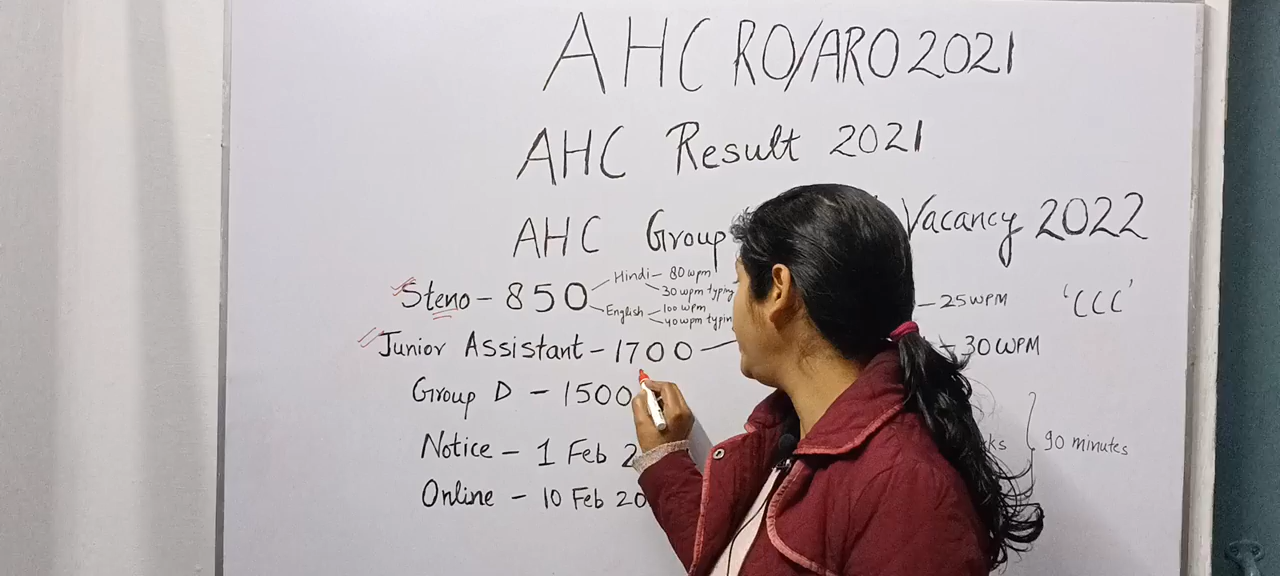 AHC RO/ARO 2021
AHC Result 2021
AHC Group Vacancy 2022
Steno - 850
Hindi - 80 wpm
30 wpm typing
English - 100 wpm
40 wpm typin
- 25 WPM
'CCC'
Junior Assistant - 1700
- 30 WPM
Group D - 1500
Notice - 1 Feb 2
90 minutes
Online - 10 Feb 20